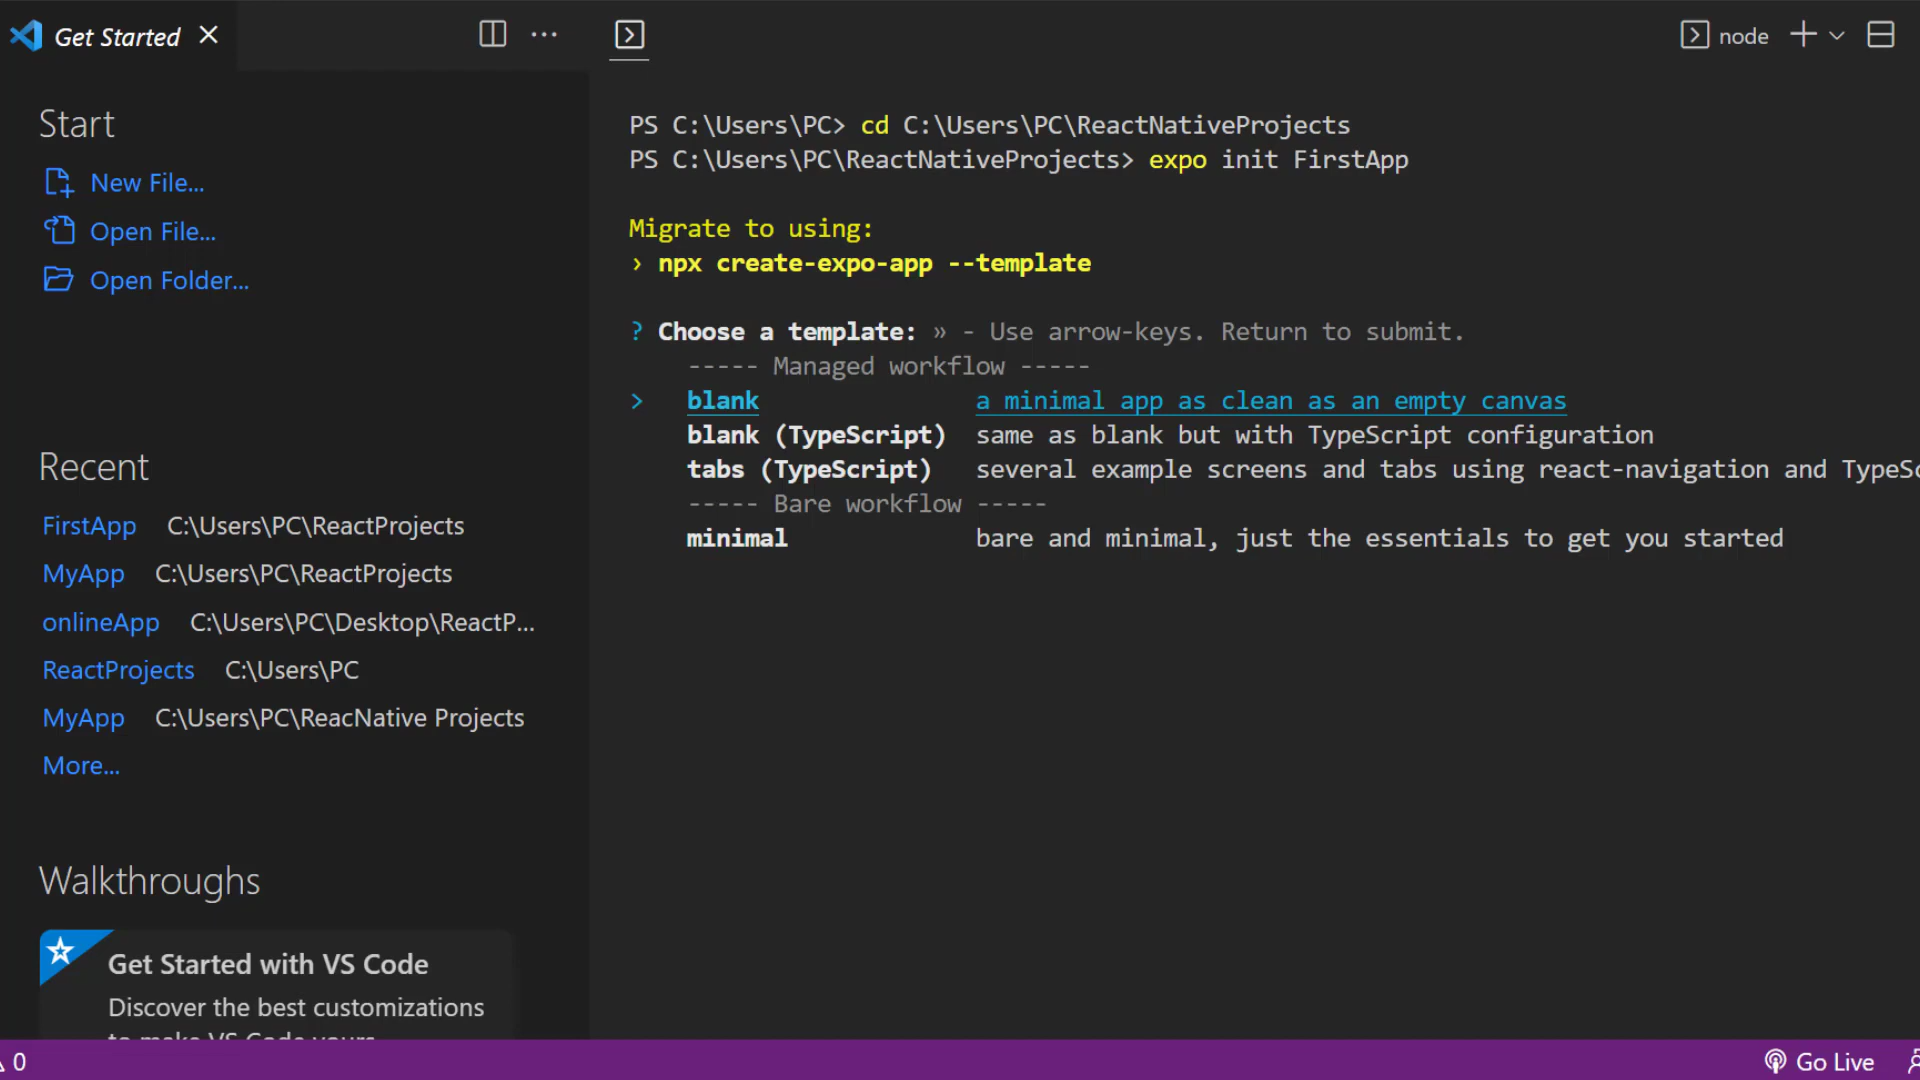 Get Started
Start
New File...
Open File...
Open Folder...
Recent
FirstApp C:\Users\PC\ReactProjects
MyApp C:\Users\PC\ReactProjects
onlineApp C:\Users\PC\Desktop\ReactP...
ReactProjects C:\Users\PC
MyApp C:\Users\PC\ReacNative Projects
More...
Walkthroughs
Get Started with VS Code
Discover the best customizations
to make VS Code yours.
node
PS C:\Users\PC> cd C:\Users\PC\ReactNativeProjects
PS C:\Users\PC\ReactNativeProjects> expo init FirstApp
Migrate to using:
› npx create-expo-app --template
? Choose a template: » - Use arrow-keys. Return to submit.
----- Managed workflow -----
> blank a minimal app as clean as an empty canvas
blank (TypeScript) same as blank but with TypeScript configuration
tabs (TypeScript) several example screens and tabs using react-navigation and TypeSc
----- Bare workflow -----
minimal bare and minimal, just the essentials to get you started
0
Go Live